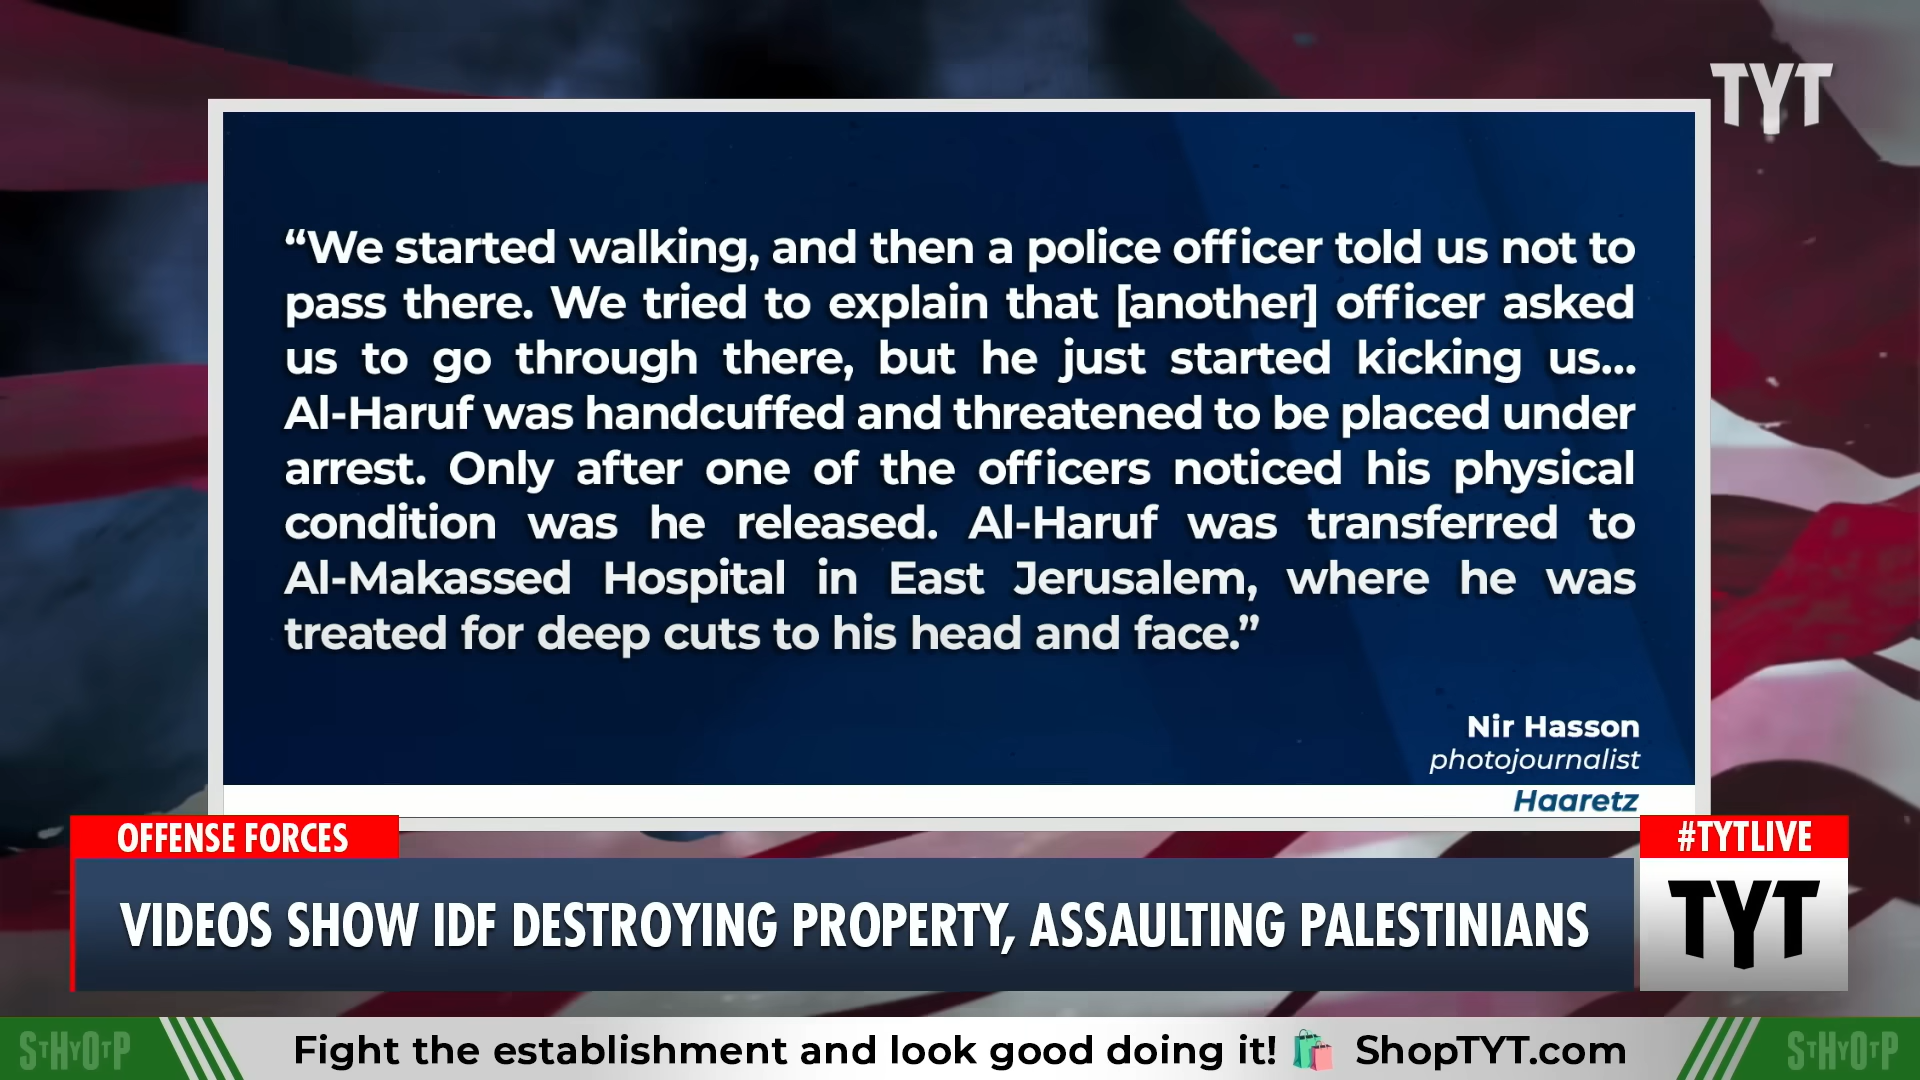 TYT
“We started walking, and then a police officer told us not to
pass there. We tried to explain that [another] officer asked
us to go through there, but he just started kicking us...
Al-Haruf was handcuffed and threatened to be placed under
arrest. Only after one of the officers noticed his physical
condition was he released. Al-Haruf was transferred to
Al-Makassed Hospital in East Jerusalem, where he was
treated for deep cuts to his head and face.”
Nir Hasson
photojournalist
Haaretz
OFFENSE FORCES
#TYTLIVE
VIDEOS SHOW IDF DESTROYING PROPERTY, ASSAULTING PALESTINIANS
TYT
Fight the establishment and look good doing it! ShopTYT.com